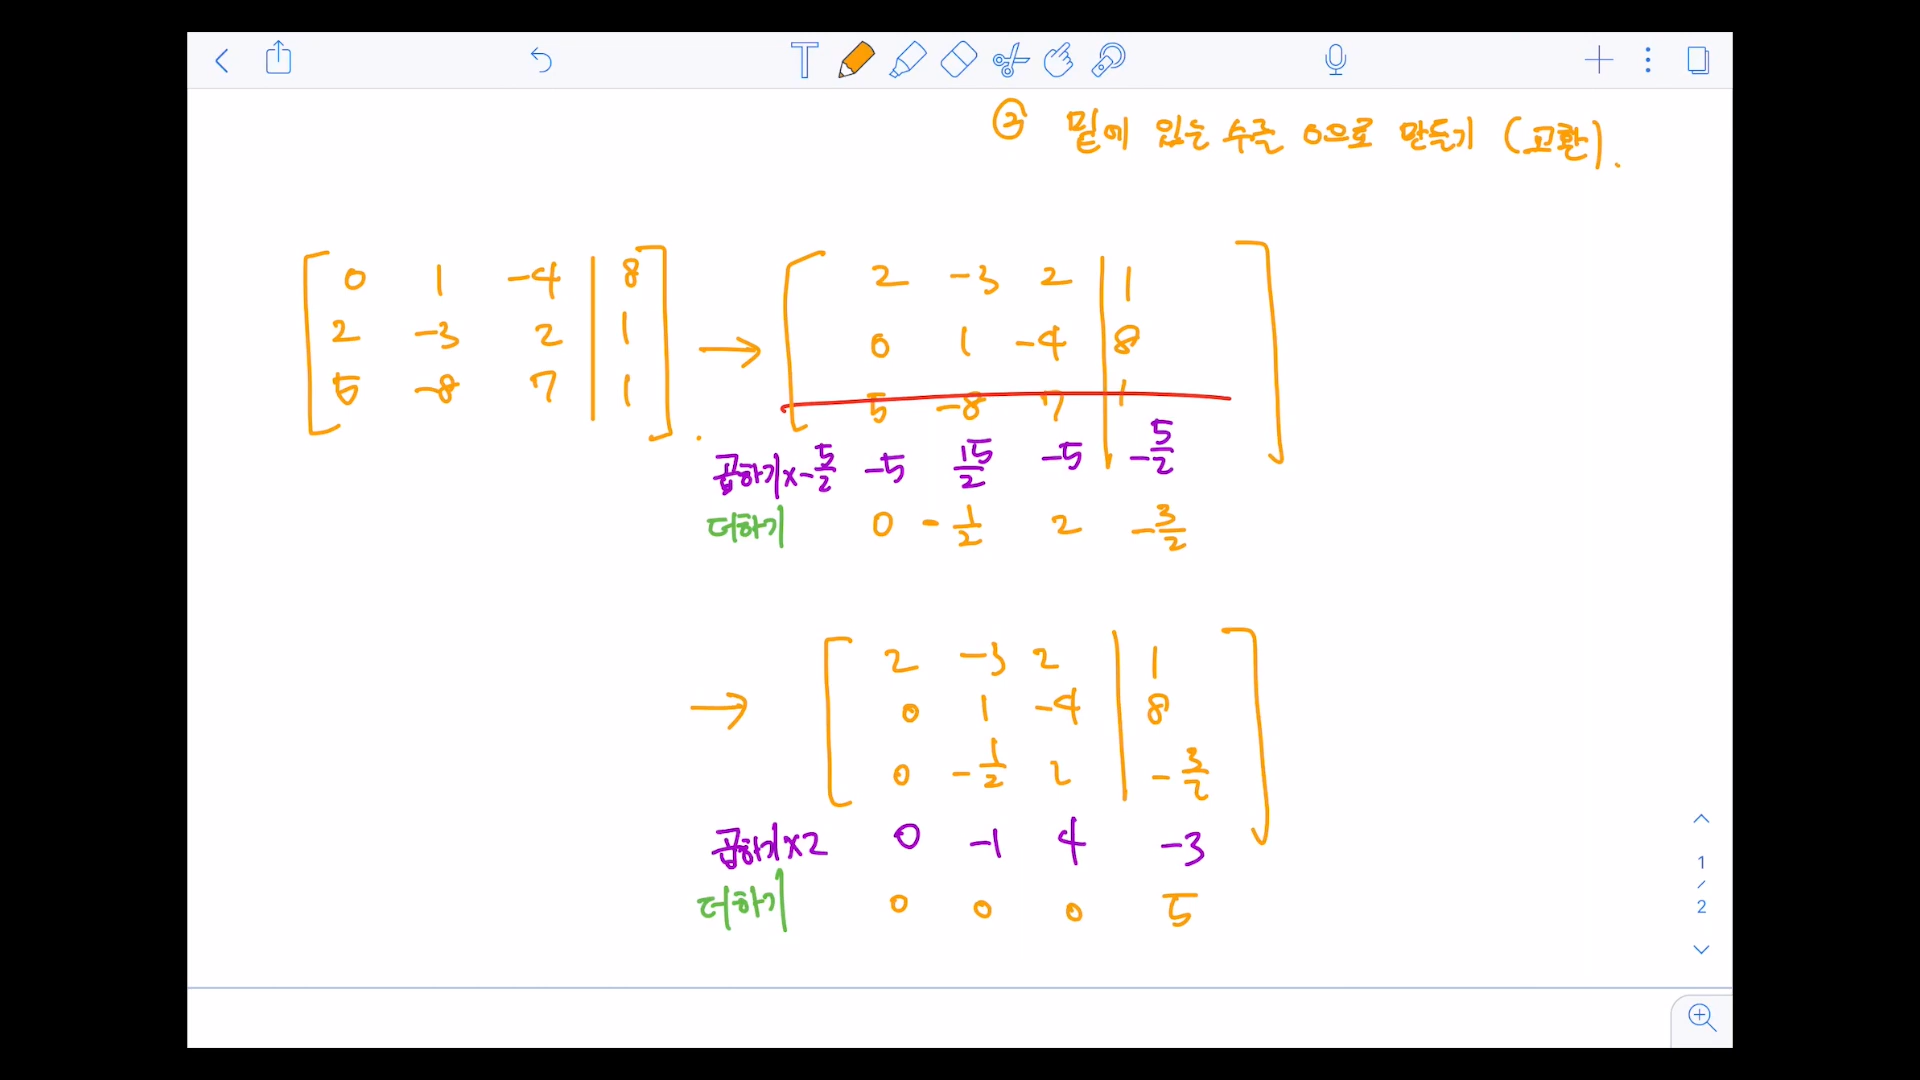 ② 밑에 있는 수를 0으로 만들기 (교환).
0 1 -4 | 8
2 -3 2 | 1
5 -8 7 | 1
→
2 -3 2 | 1
0 1 -4 | 8
5 -8 7 | 1
곱하기 x -5/2 -5 15/2 -5 -5/2
더하기 0 -1/2 2 -3/2
→
2 -3 2 | 1
0 1 -4 | 8
0 -1/2 2 | -3/2
곱하기 x2 0 -1 4 -3
더하기 0 0 0 5
1
/
2